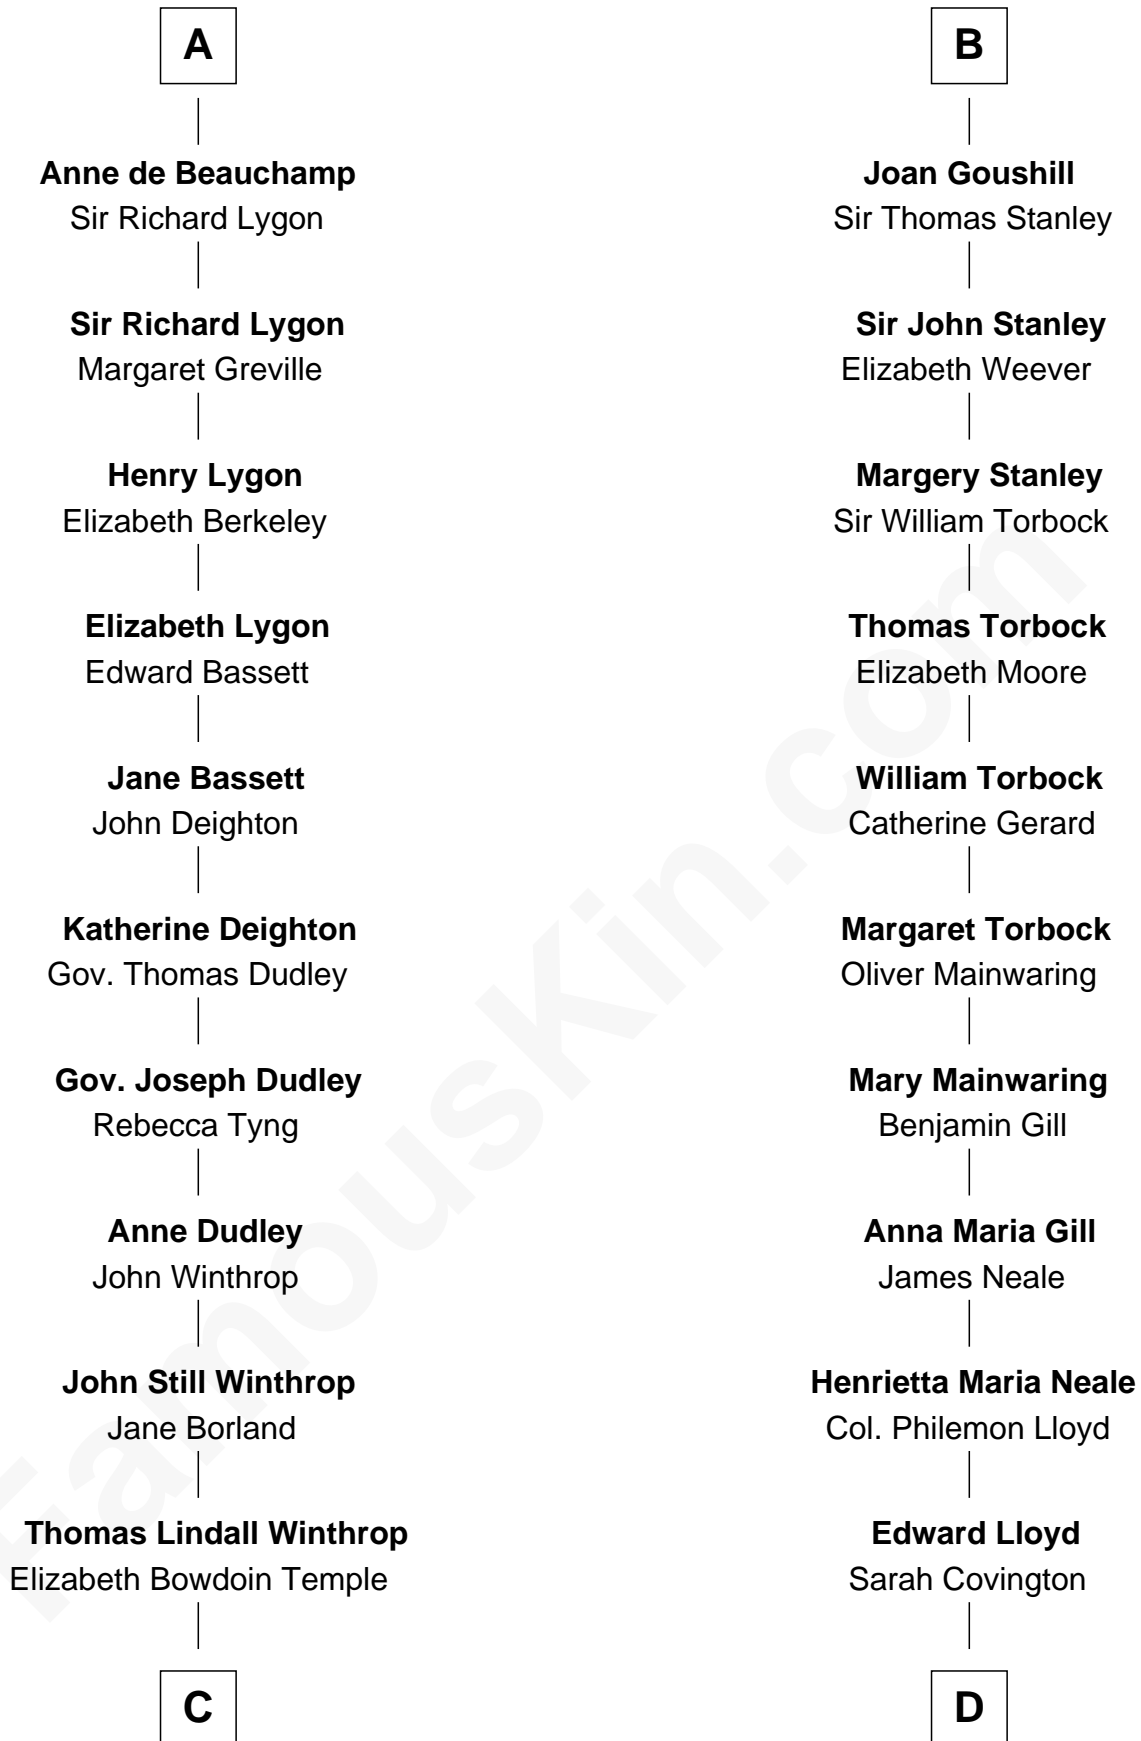 A
Anne de Beauchamp
Sir Richard Lygon
Sir Richard Lygon
Margaret Greville
Henry Lygon
Elizabeth Berkeley
Elizabeth Lygon
Edward Bassett
Jane Bassett
John Deighton
Katherine Deighton
Gov. Thomas Dudley
Gov. Joseph Dudley
Rebecca Tyng
Anne Dudley
John Winthrop
John Still Winthrop
Jane Borland
Thomas Lindall Winthrop
Elizabeth Bowdoin Temple
C
B
Joan Goushill
Sir Thomas Stanley
Sir John Stanley
Elizabeth Weever
Margery Stanley
Sir William Torbock
Thomas Torbock
Elizabeth Moore
William Torbock
Catherine Gerard
Margaret Torbock
Oliver Mainwaring
Mary Mainwaring
Benjamin Gill
Anna Maria Gill
James Neale
Henrietta Maria Neale
Col. Philemon Lloyd
Edward Lloyd
Sarah Covington
D
FamousKin.com